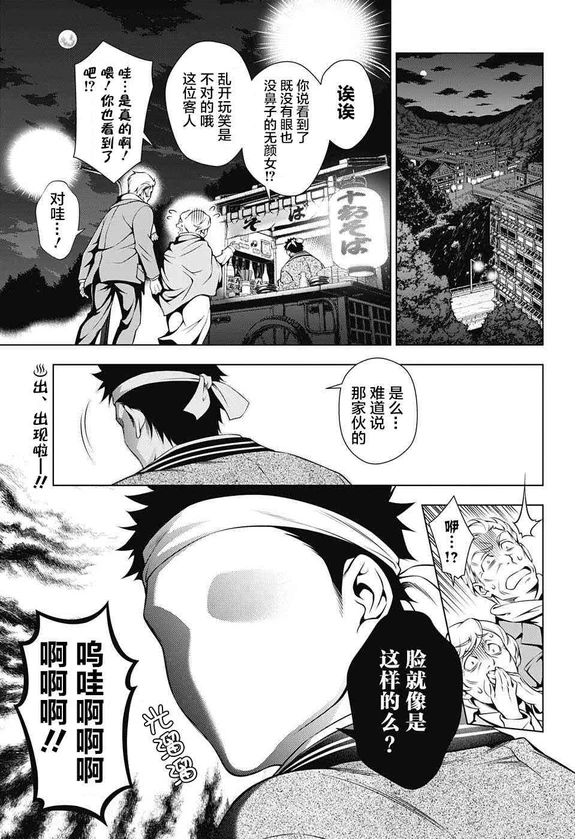 诶诶
你说看到了
既没有眼也
没鼻子的无颜女!?
乱开玩笑是
不对的哦
这位客人
哇…是真的啊!
喂!你也看到了
吧!?
对哇…!
そば
十割そば
是么…
难道说
那家伙的
♨出、出现啦ー!!
咿…!?
脸就像是
这样的么?
光溜溜
呜哇啊啊啊
啊啊啊!!